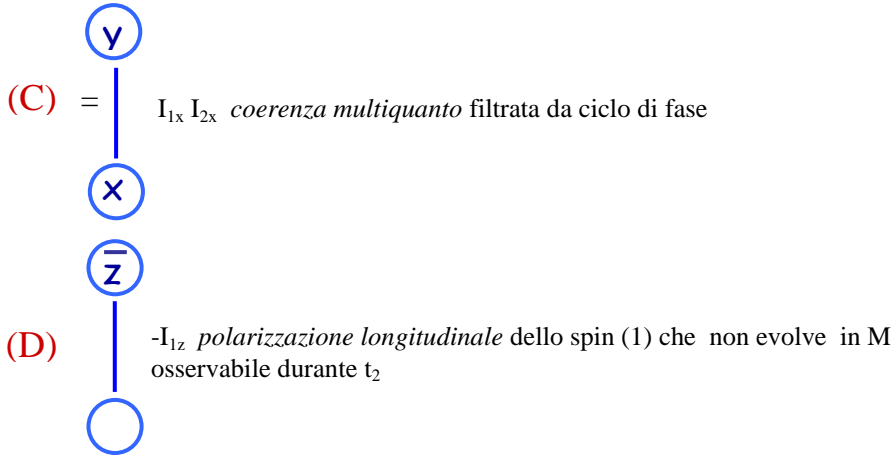 y
(C) = I₁ₓ I₂ₓ coerenza multiquanto filtrata da ciclo di fase
x
z̅
(D) -I₁z polarizzazione longitudinale dello spin (1) che non evolve in M
osservabile durante t₂